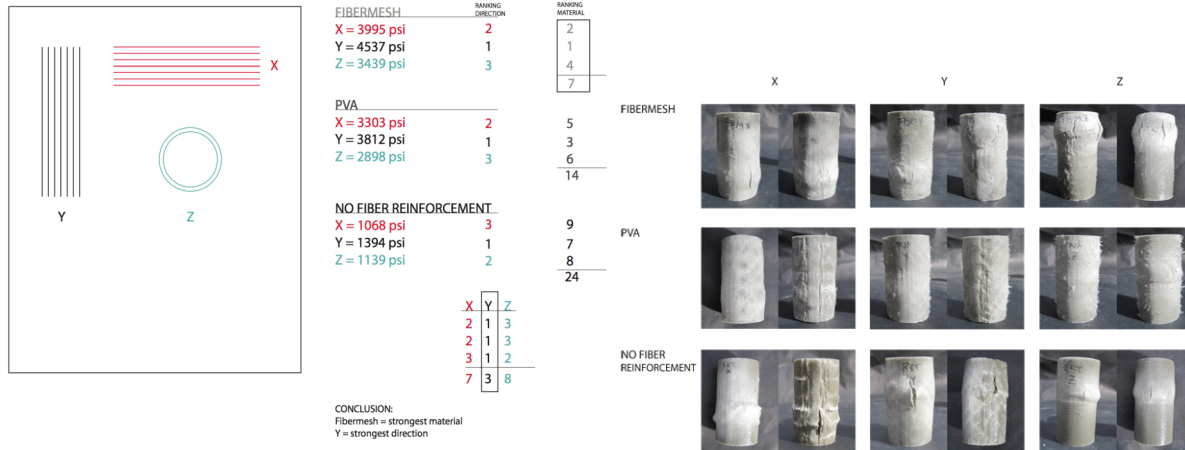 X
Y
Z
FIBERMESH
RANKING
DIRECTION
RANKING
MATERIAL
X = 3995 psi 2 2
Y = 4537 psi 1 1
Z = 3439 psi 3 4
7
PVA
X = 3303 psi 2 5
Y = 3812 psi 1 3
Z = 2898 psi 3 6
14
NO FIBER REINFORCEMENT
X = 1068 psi 3 9
Y = 1394 psi 1 7
Z = 1139 psi 2 8
24
X Y Z
2 1 3
2 1 3
3 1 2
7 3 8
CONCLUSION:
Fibermesh = strongest material
Y = strongest direction
X Y Z
FIBERMESH
PVA
NO FIBER
REINFORCEMENT